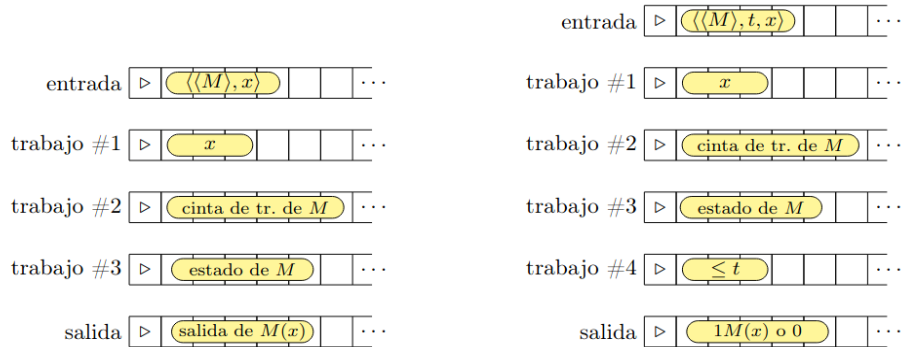 entrada ▷ ⟨⟨M⟩, x⟩ ···
trabajo #1 ▷ x ···
trabajo #2 ▷ cinta de tr. de M ···
trabajo #3 ▷ estado de M ···
salida ▷ salida de M(x) ···
entrada ▷ ⟨⟨M⟩, t, x⟩ ···
trabajo #1 ▷ x ···
trabajo #2 ▷ cinta de tr. de M ···
trabajo #3 ▷ estado de M ···
trabajo #4 ▷ ≤ t ···
salida ▷ 1M(x) o 0 ···